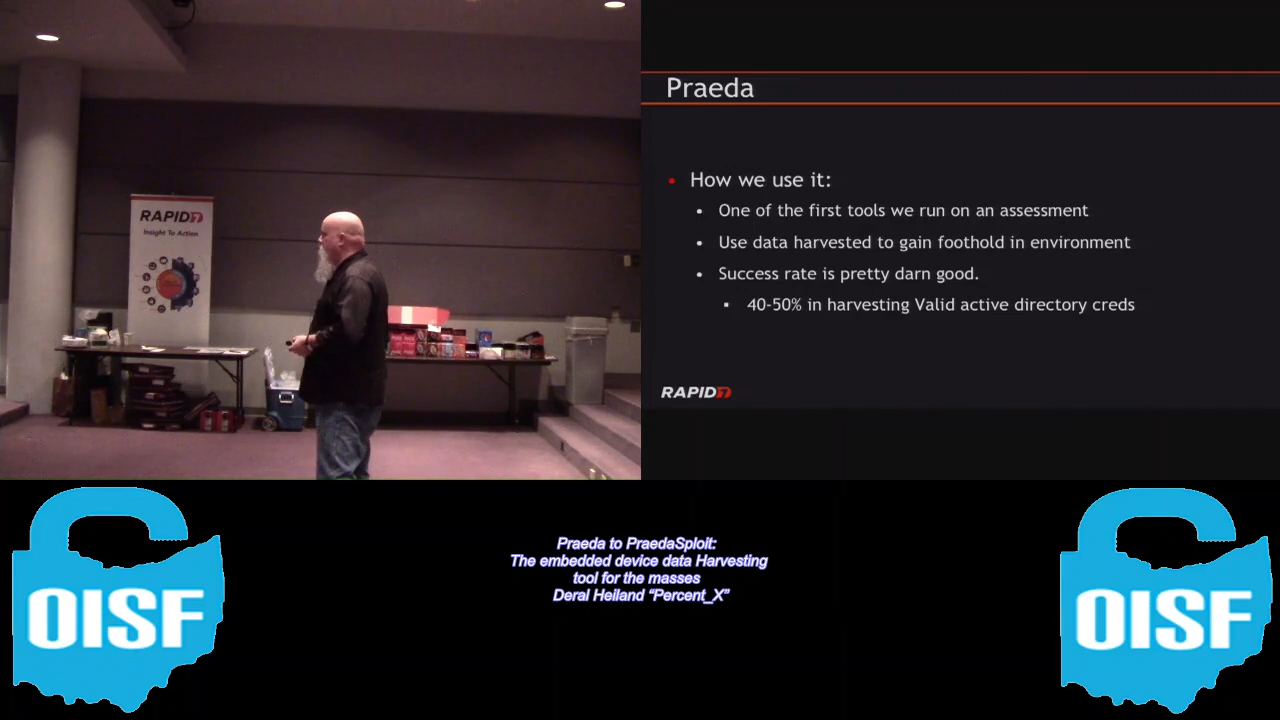 RAPID7
Insight To Action
Praeda
How we use it:
One of the first tools we run on an assessment
Use data harvested to gain foothold in environment
Success rate is pretty darn good.
40-50% in harvesting Valid active directory creds
RAPID7
Praeda to PraedaSploit:
The embedded device data Harvesting
tool for the masses
Deral Heiland “Percent_X”
OISF
OISF